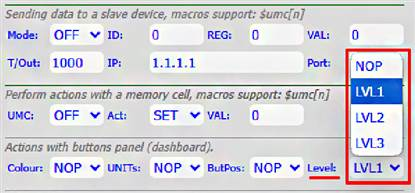 Sending data to a slave device, macros support: $umc[n]
Mode: OFF ID: 0 REG: 0 VAL: 0
T/Out: 1000 IP: 1.1.1.1 Port:
NOP
LVL1
LVL2
LVL3
Perform actions with a memory cell, macros support: $umc[n]
UMC: OFF Act: SET VAL: 0
Actions with buttons panel (dashboard).
Colour: NOP UNITs: NOP ButPos: NOP Level: LVL1